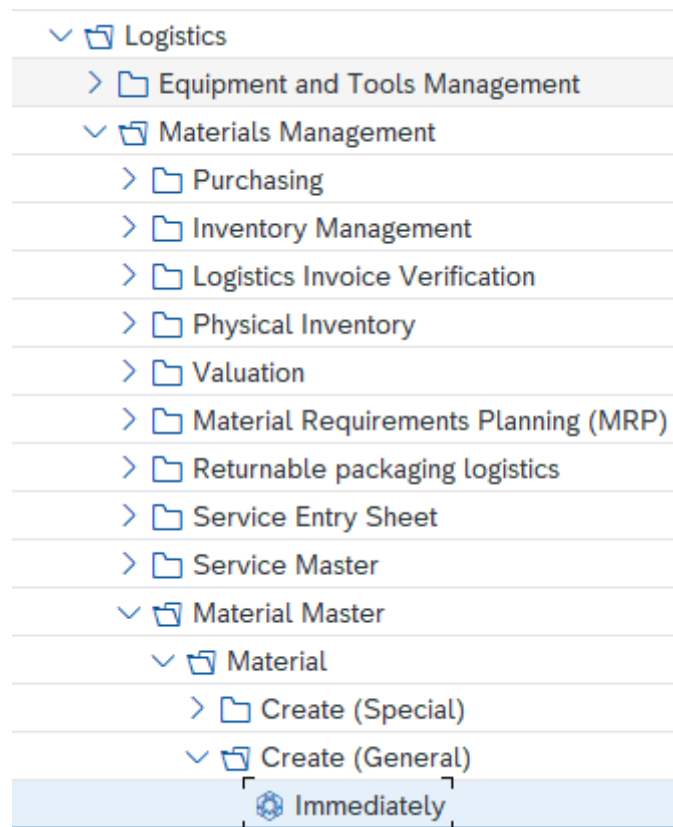 Logistics
Equipment and Tools Management
Materials Management
Purchasing
Inventory Management
Logistics Invoice Verification
Physical Inventory
Valuation
Material Requirements Planning (MRP)
Returnable packaging logistics
Service Entry Sheet
Service Master
Material Master
Material
Create (Special)
Create (General)
Immediately